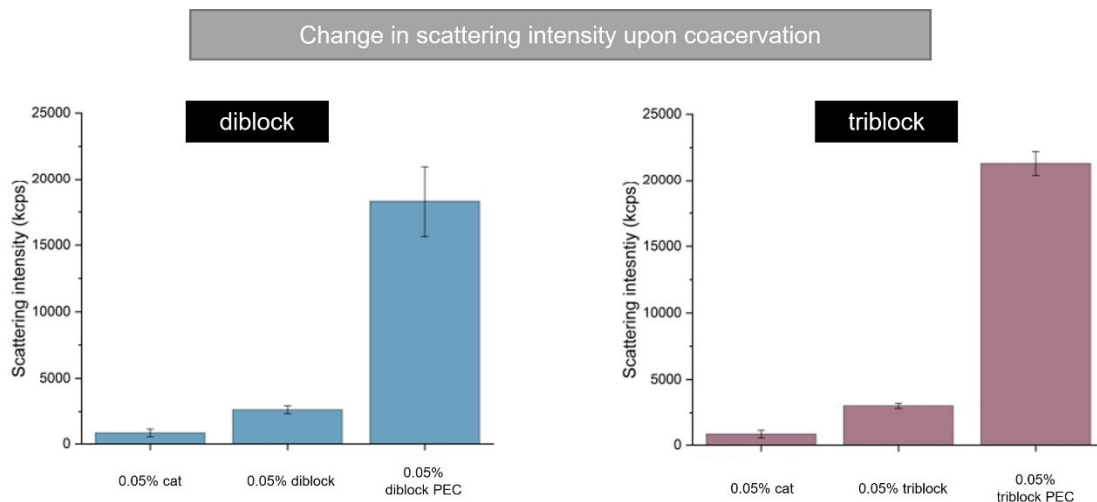 Change in scattering intensity upon coacervation
diblock
25000
20000
15000
10000
5000
0
Scattering intensity (kcps)
0.05% cat
0.05% diblock
0.05%
diblock PEC
triblock
25000
20000
15000
10000
5000
0
Scattering intesntiy (kcps)
0.05% cat
0.05% triblock
0.05%
triblock PEC